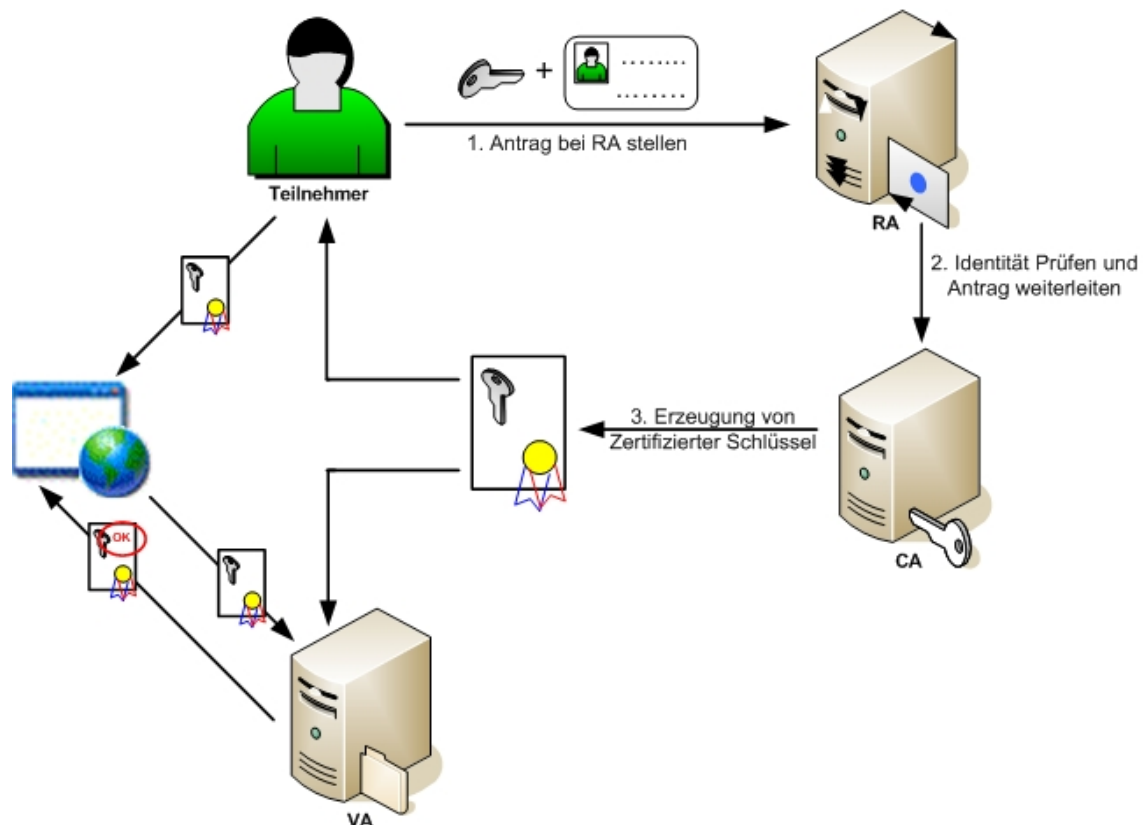 1. Antrag bei RA stellen
Teilnehmer
RA
2. Identität Prüfen und
Antrag weiterleiten
3. Erzeugung von
Zertifizierter Schlüssel
CA
OK
VA